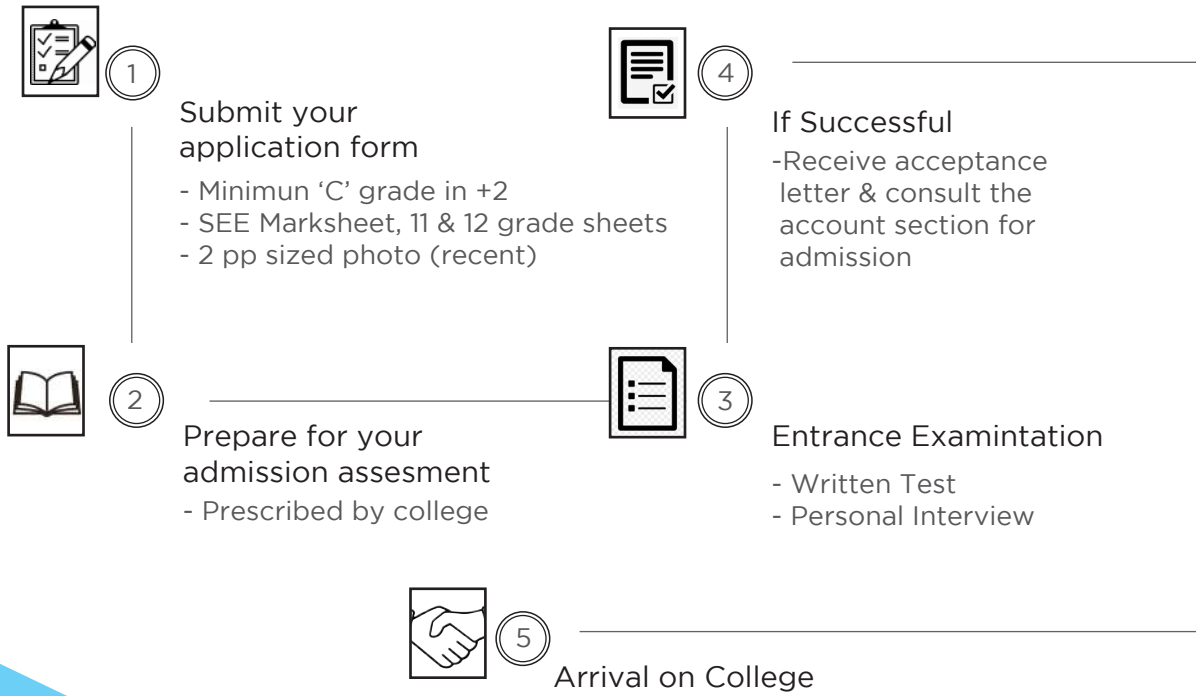 1
Submit your
application form
- Minimun ‘C’ grade in +2
- SEE Marksheet, 11 & 12 grade sheets
- 2 pp sized photo (recent)
2
Prepare for your
admission assesment
- Prescribed by college
3
Entrance Examintation
- Written Test
- Personal Interview
4
If Successful
-Receive acceptance
letter & consult the
account section for
admission
5
Arrival on College